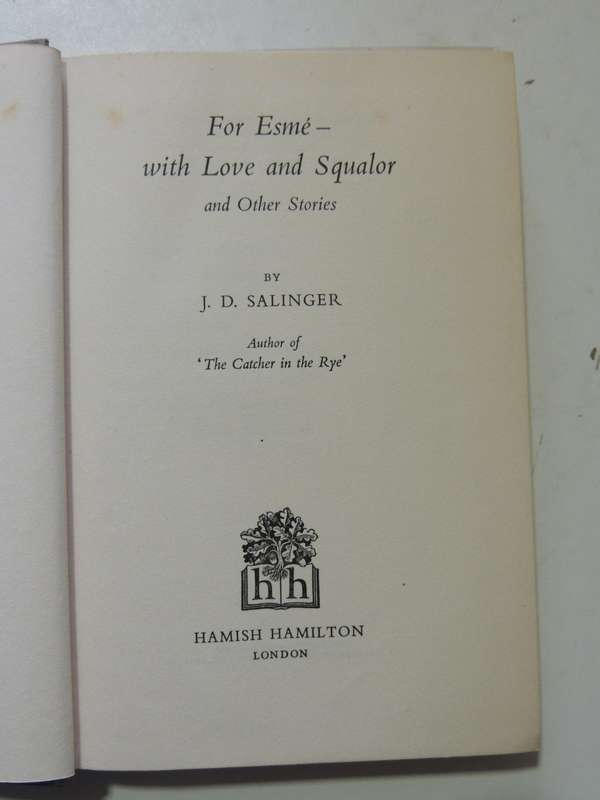 For Esmé –
with Love and Squalor
and Other Stories
BY
J. D. SALINGER
Author of
‘The Catcher in the Rye’
h h
HAMISH HAMILTON
LONDON